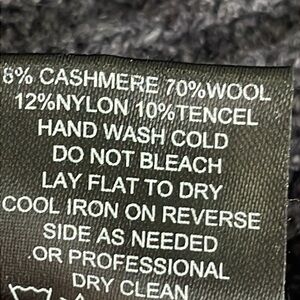 8% CASHMERE 70%WOOL
12%NYLON 10%TENCEL
HAND WASH COLD
DO NOT BLEACH
LAY FLAT TO DRY
COOL IRON ON REVERSE
SIDE AS NEEDED
OR PROFESSIONAL
DRY CLEAN